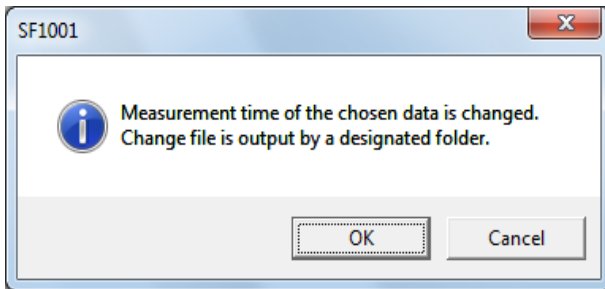 SF1001
Measurement time of the chosen data is changed.
Change file is output by a designated folder.
OK
Cancel